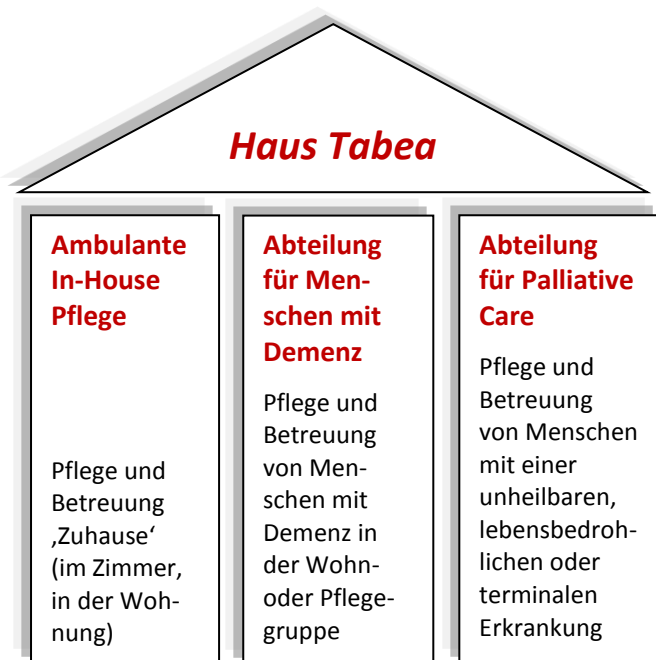 Haus Tabea
Ambulante
In-House
Pflege
Pflege und
Betreuung
‚Zuhause‘
(im Zimmer,
in der Woh-
nung)
Abteilung
für Men-
schen mit
Demenz
Pflege und
Betreuung
von Men-
schen mit
Demenz in
der Wohn-
oder Pflege-
gruppe
Abteilung
für Palliative
Care
Pflege und
Betreuung
von Menschen
mit einer
unheilbaren,
lebensbedroh-
lichen oder
terminalen
Erkrankung